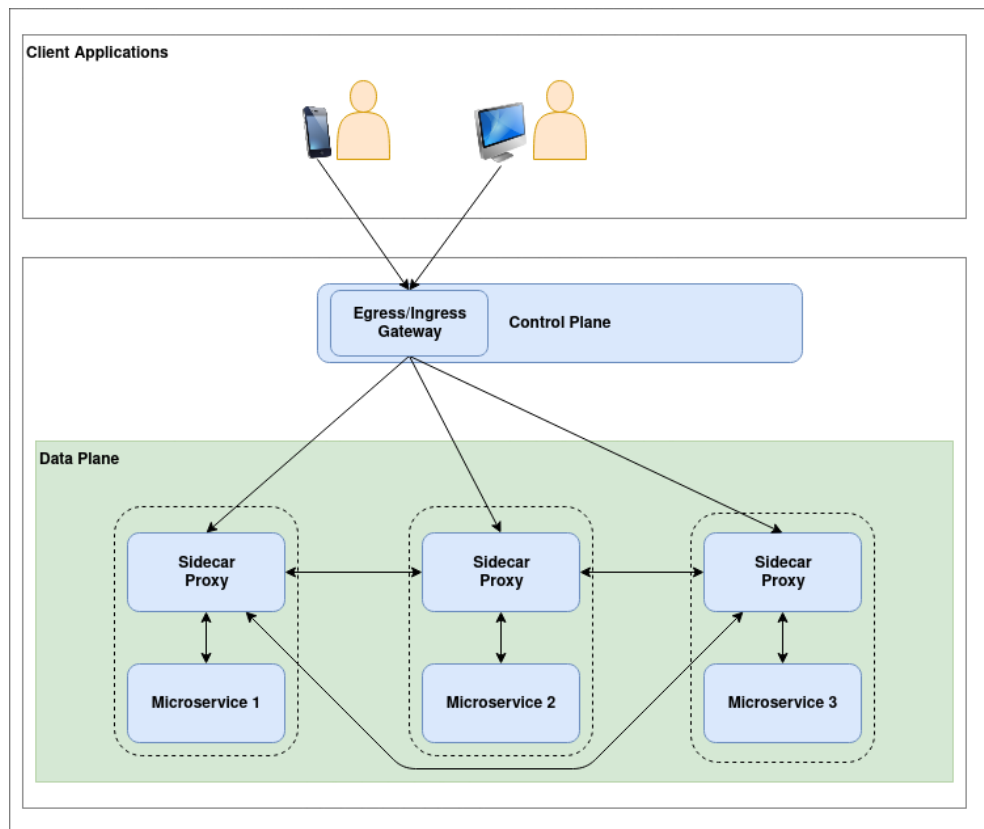 Client Applications
Egress/Ingress
Gateway
Control Plane
Data Plane
Sidecar
Proxy
Sidecar
Proxy
Sidecar
Proxy
Microservice 1
Microservice 2
Microservice 3